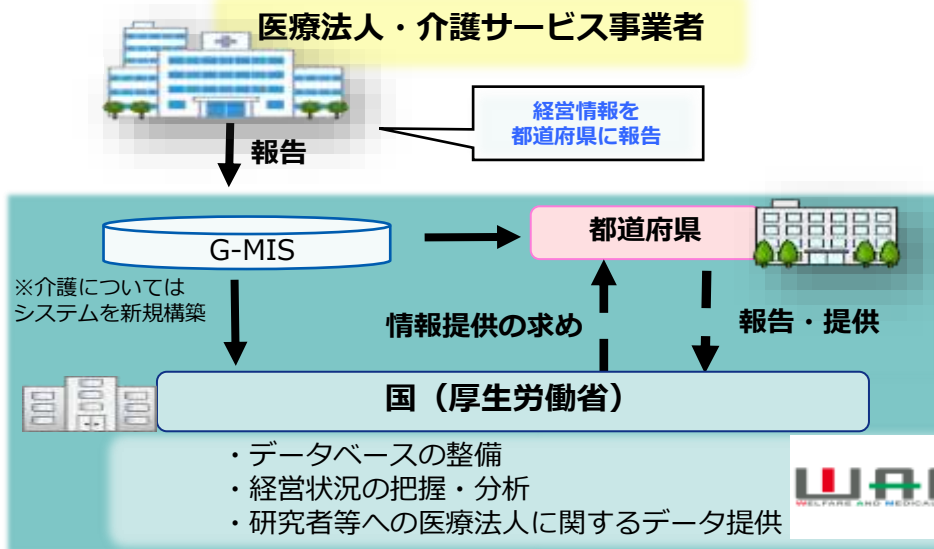 医療法人・介護サービス事業者
経営情報を
都道府県に報告
報告
G-MIS
都道府県
※介護については
システムを新規構築
情報提供の求め
報告・提供
国（厚生労働省）
・データベースの整備
・経営状況の把握・分析
・研究者等への医療法人に関するデータ提供
WELFARE AND MEDICAL